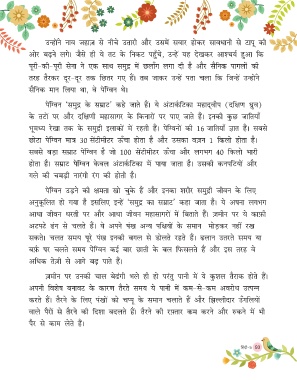 उन्होंने नाव जहाज़ से नीचे उतारी और उसमें सवार होकर सावधानी से टापू की
ओर बढ़ने लगे। जैसे ही वे तट के निकट पहुँचे, उन्हें यह देखकर आश्चर्य हुआ कि
पूरी-की-पूरी सेना ने एक साथ समुद्र में छलाँग लगा दी है और सैनिक पागलों की
तरह तैरकर दूर-दूर तक छितर गए हैं। तब जाकर उन्हें पता चला कि जिन्हें उन्होंने
सैनिक मान लिया था, वे पेंग्विन थे।
पेंग्विन 'समुद्र के सम्राट' कहे जाते हैं। ये अंटार्कटिका महाद्वीप (दक्षिण ध्रुव)
के तटों पर और दक्षिणी महासागर के किनारों पर पाए जाते हैं। इनकी कुछ जातियाँ
भूमध्य रेखा तक के समुद्री इलाकों में रहती हैं। पेंग्विनों की 16 जातियाँ ज्ञात हैं। सबसे
छोटा पेंग्विन मात्र 30 सेंटीमीटर ऊँचा होता है और उसका वज़न 1 किलो होता है।
सबसे बड़ा सम्राट पेंग्विन है जो 100 सेंटीमीटर ऊँचा और लगभग 40 किलो भारी
होता है। सम्राट पेंग्विन केवल अंटार्कटिका में पाया जाता है। उसकी कनपटियों और
गले की चमड़ी नारंगी रंग की होती है।
पेंग्विन उड़ने की क्षमता खो चुके हैं और इनका शरीर समुद्री जीवन के लिए
अनुकूलित हो गया है इसलिए इन्हें 'समुद्र का सम्राट' कहा जाता है। ये अपना लगभग
आधा जीवन धरती पर और आधा जीवन महासागरों में बिताते हैं। ज़मीन पर ये काफ़ी
अटपटे ढंग से चलते हैं। ये अपने पंख अन्य पक्षियों के समान मोड़कर नहीं रख
सकते। चलते समय पूरे पंख इनकी बगल से डोलते रहते हैं। ढलान उतरते समय या
बर्फ़ पर चलते समय पेंग्विन कई बार छाती के बल फिसलते हैं और इस तरह वे
अधिक तेज़ी से आगे बढ़ पाते हैं।
ज़मीन पर उनकी चाल बेढंगी भले ही हो परंतु पानी में ये कुशल तैराक होते हैं।
अपनी विशेष बनावट के कारण तैरते समय ये पानी में कम-से-कम अवरोध उत्पन्न
करते हैं। तैरने के लिए पंखों को चप्पू के समान चलाते हैं और झिल्लीदार उँगलियों
वाले पैरों से तैरने की दिशा बदलते हैं। तैरने की रफ़्तार कम करने और रुकने में भी
पैर से काम लेते हैं।